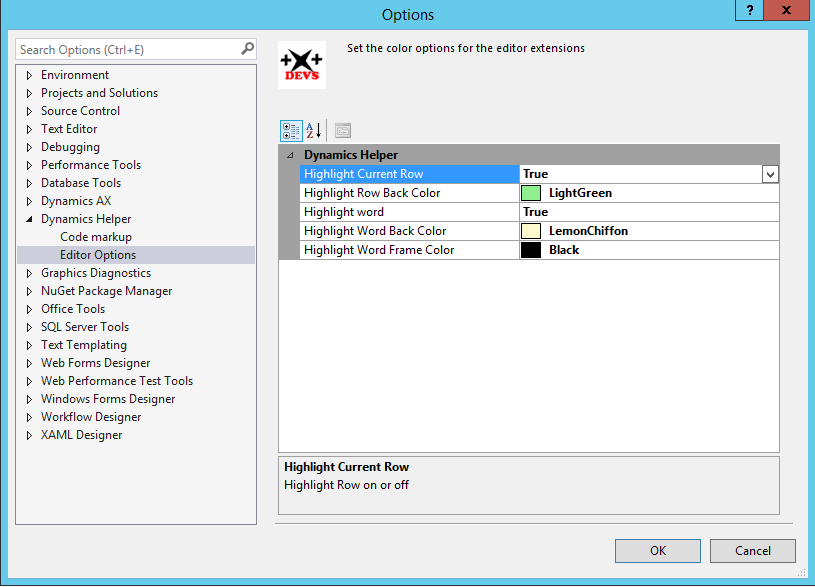 Options
?
x
Search Options (Ctrl+E)
Environment
Projects and Solutions
Source Control
Text Editor
Debugging
Performance Tools
Database Tools
Dynamics AX
Dynamics Helper
Code markup
Editor Options
Graphics Diagnostics
NuGet Package Manager
Office Tools
SQL Server Tools
Text Templating
Web Forms Designer
Web Performance Test Tools
Windows Forms Designer
Workflow Designer
XAML Designer
+X+
DEVS
Set the color options for the editor extensions
A
Z
Dynamics Helper
Highlight Current Row True
Highlight Row Back Color LightGreen
Highlight word True
Highlight Word Back Color LemonChiffon
Highlight Word Frame Color Black
Highlight Current Row
Highlight Row on or off
OK Cancel